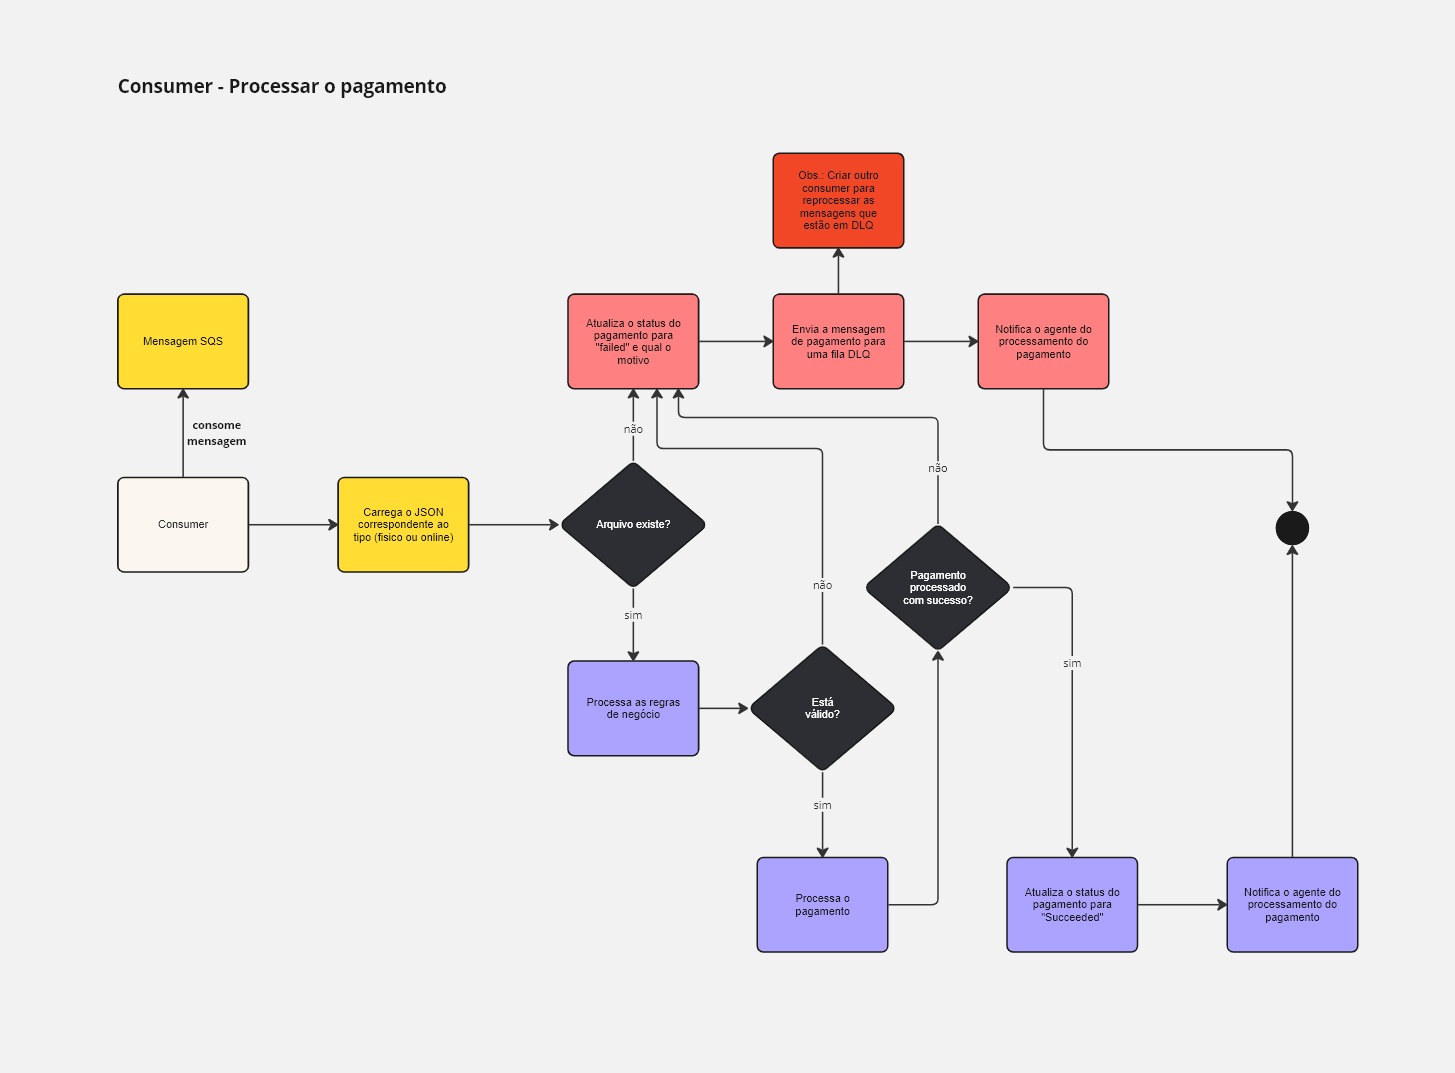 Consumer - Processar o pagamento
Obs.: Criar outro
consumer para
reprocessar as
mensagens que
estão em DLQ
Mensagem SQS
Atualiza o status do
pagamento para
"failed" e qual o
motivo
Envia a mensagem
de pagamento para
uma fila DLQ
Notifica o agente do
processamento do
pagamento
consome
mensagem
não
não
Consumer
Carrega o JSON
correspondente ao
tipo (fisico ou online)
Arquivo existe?
não
Pagamento
processado
com sucesso?
sim
sim
Processa as regras
de negócio
Está
válido?
sim
Processa o
pagamento
Atualiza o status do
pagamento para
"Succeeded"
Notifica o agente do
processamento do
pagamento